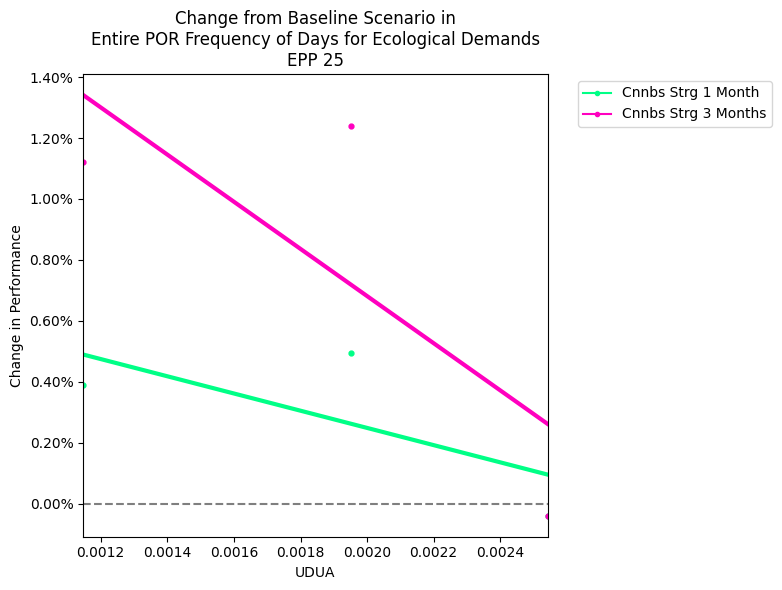 Change from Baseline Scenario in
Entire POR Frequency of Days for Ecological Demands
EPP 25
1.40%
1.20%
1.00%
0.80%
0.60%
0.40%
0.20%
0.00%
Change in Performance
0.0012 0.0014 0.0016 0.0018 0.0020 0.0022 0.0024
UDUA
Cnnbs Strg 1 Month
Cnnbs Strg 3 Months